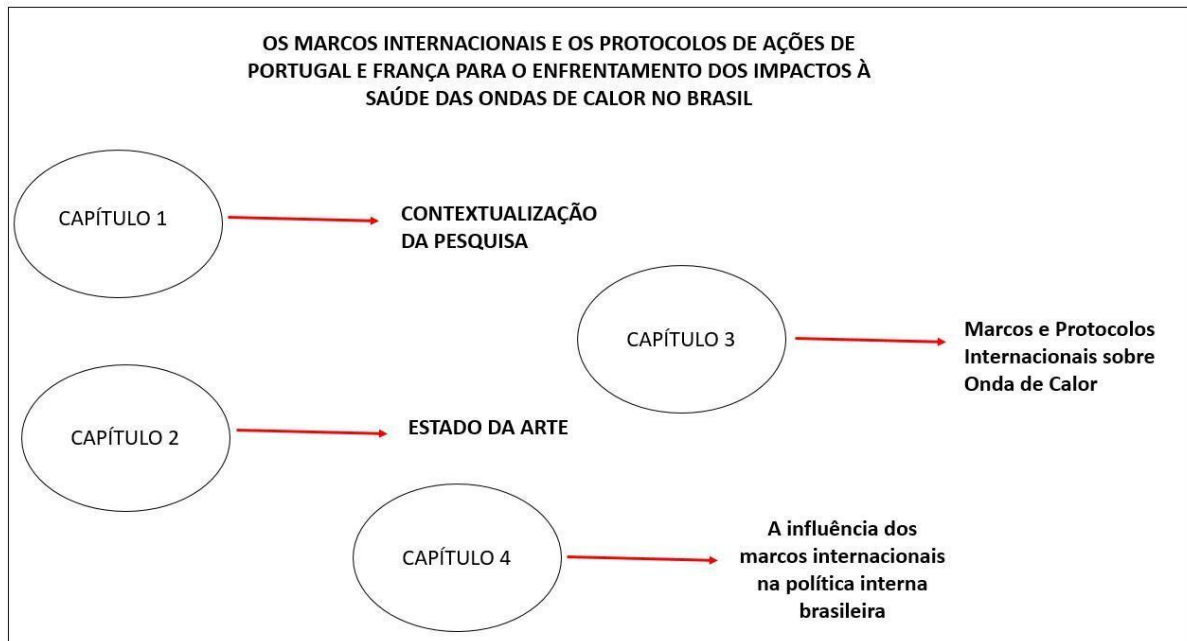 OS MARCOS INTERNACIONAIS E OS PROTOCOLOS DE AÇÕES DE
PORTUGAL E FRANÇA PARA O ENFRENTAMENTO DOS IMPACTOS À
SAÚDE DAS ONDAS DE CALOR NO BRASIL
CAPÍTULO 1
CONTEXTUALIZAÇÃO
DA PESQUISA
CAPÍTULO 2
ESTADO DA ARTE
CAPÍTULO 3
Marcos e Protocolos
Internacionais sobre
Onda de Calor
CAPÍTULO 4
A influência dos
marcos internacionais
na política interna
brasileira